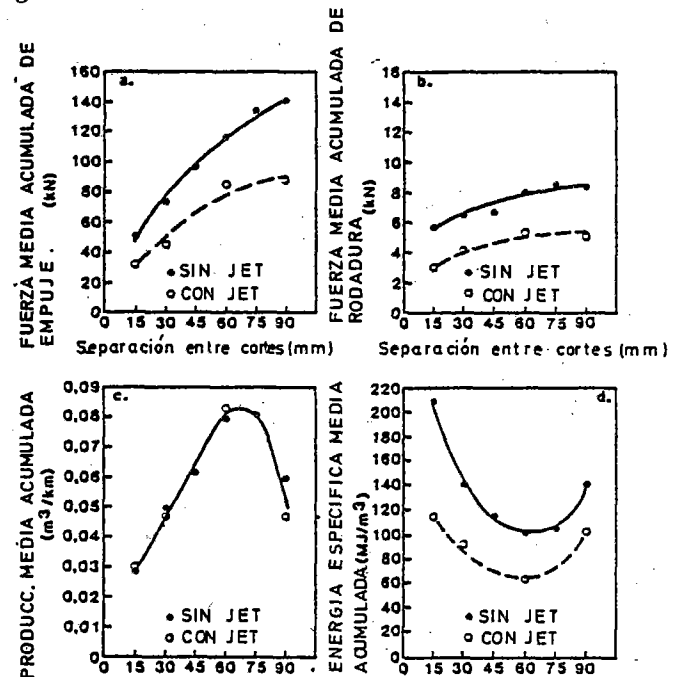 FUERZA MEDIA ACUMULADA DE
EMPUJE. (kN)
a.
160
140
120
100
80
60
40
20
0
• SIN JET
o CON JET
0 15 30 45 60 75 90
Separación entre cortes (mm)
FUERZA MEDIA ACUMULADA DE
RODADURA (kN)
b.
16
14
12
10
8
6
4
2
0
• SIN JET
o CON JET
0 15 30 45 60 75 90
Separación entre cortes (mm)
PRODUCC. MEDIA ACUMULADA
(m³/km)
c.
0,09
0,08
0,07
0,06
0,05
0,04
0,03
0,02
0,01
0
• SIN JET
o CON JET
0 15 30 45 60 75 90
ENERGIA ESPECIFICA MEDIA
ACUMULADA (MJ/m³)
d.
220
200
180
160
140
120
100
80
60
40
20
0
• SIN JET
o CON JET
0 15 30 45 60 75 90